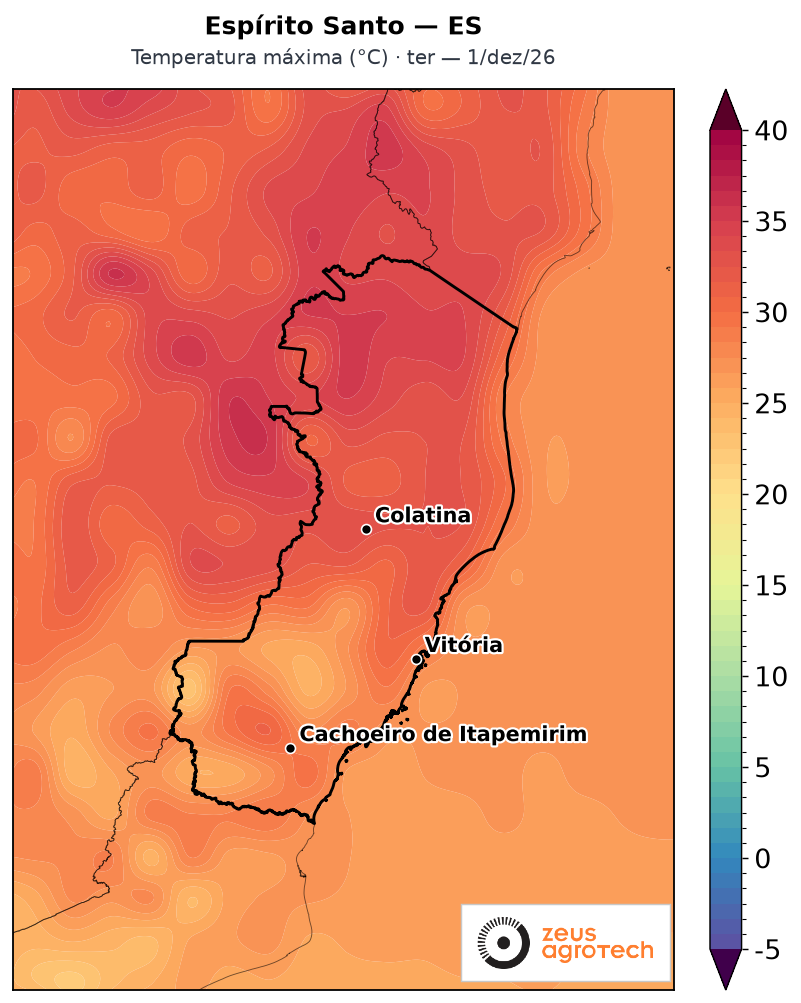 Espírito Santo — ES
Temperatura máxima (°C) · ter — 1/dez/26
40
35
30
25
20
15
10
5
0
-5
Colatina
Vitória
Cachoeiro de Itapemirim
zeus
agrotech